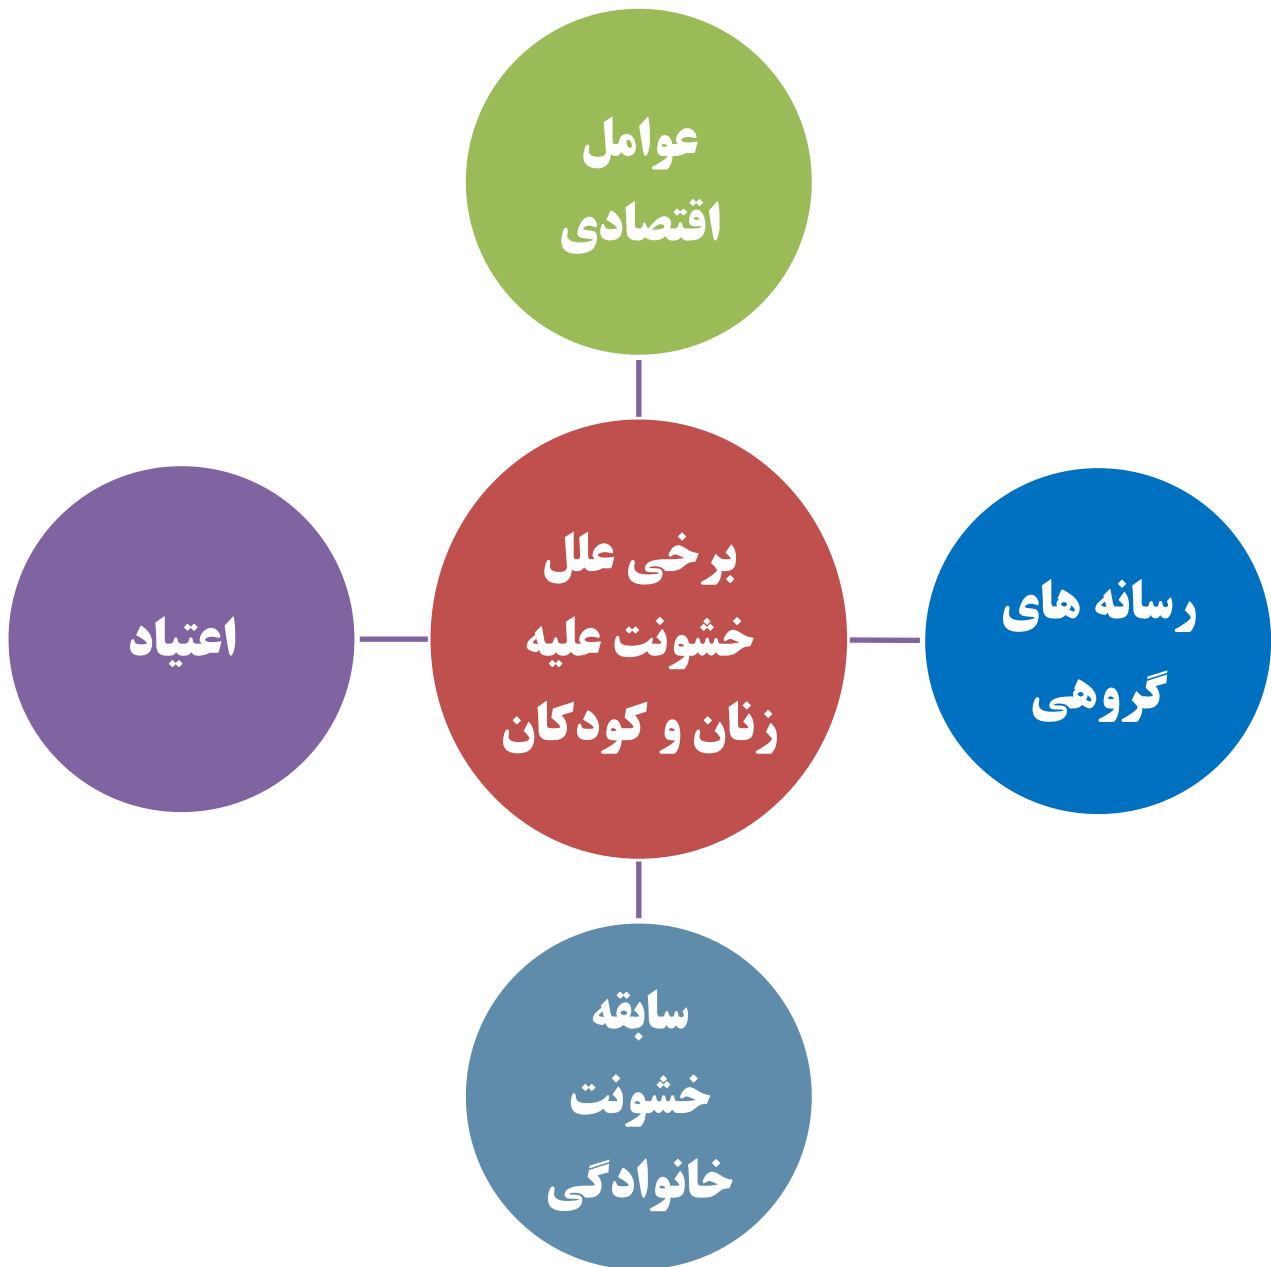 عوامل
اقتصادی
برخی علل
خشونت علیه
زنان و کودکان
رسانه های
گروهی
اعتیاد
سابقه
خشونت
خانوادگی